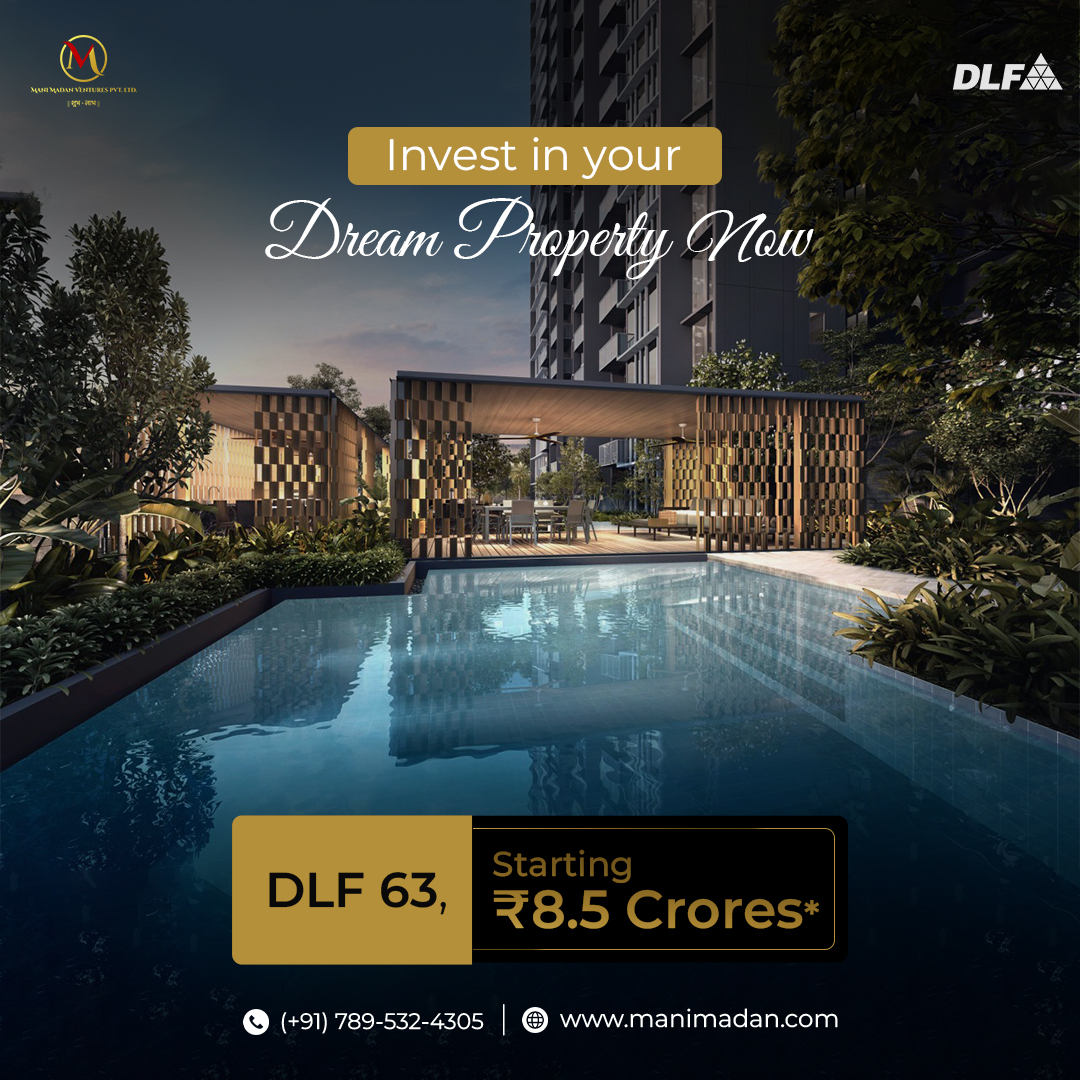 MANI MADAN VENTURES PVT. LTD.
|| शुभ - लाभ ||
DLF
Invest in your
Dream Property Now
DLF 63,
Starting
₹8.5 Crores*
(+91) 789-532-4305 | www.manimadan.com